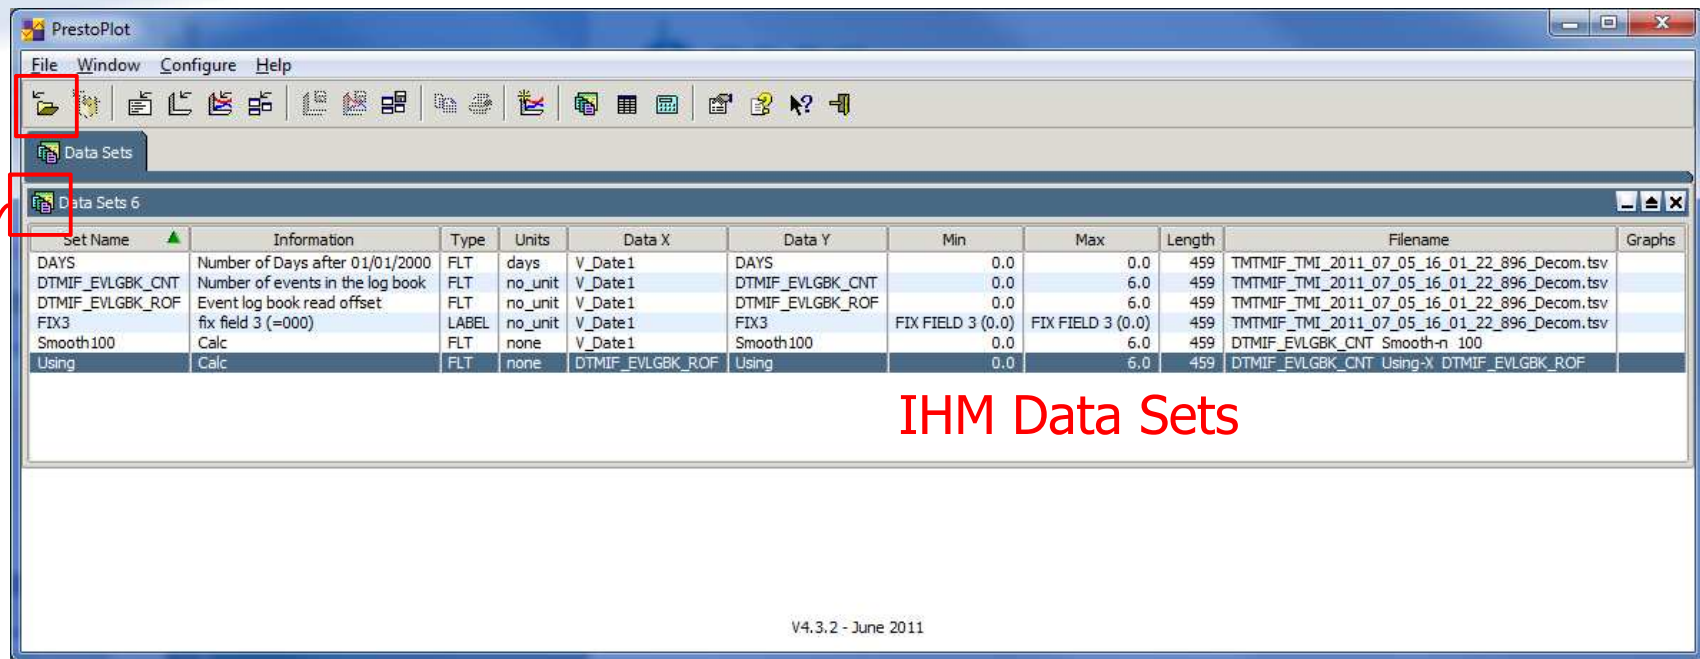 PrestoPlot
File Window Configure Help
Data Sets
Data Sets 6
Set Name Information Type Units Data X Data Y Min Max Length Filename Graphs
DAYS Number of Days after 01/01/2000 FLT days V_Date1 DAYS 0.0 0.0 459 TMTMIF_TMI_2011_07_05_16_01_22_896_Decom.tsv
DTMIF_EVLGBK_CNT Number of events in the log book FLT no_unit V_Date1 DTMIF_EVLGBK_CNT 0.0 6.0 459 TMTMIF_TMI_2011_07_05_16_01_22_896_Decom.tsv
DTMIF_EVLGBK_ROF Event log book read offset FLT no_unit V_Date1 DTMIF_EVLGBK_ROF 0.0 6.0 459 TMTMIF_TMI_2011_07_05_16_01_22_896_Decom.tsv
FIX3 fix field 3 (=000) LABEL no_unit V_Date1 FIX3 FIX FIELD 3 (0.0) FIX FIELD 3 (0.0) 459 TMTMIF_TMI_2011_07_05_16_01_22_896_Decom.tsv
Smooth100 Calc FLT none V_Date1 Smooth100 0.0 6.0 459 DTMIF_EVLGBK_CNT Smooth-n 100
Using Calc FLT none DTMIF_EVLGBK_ROF Using 0.0 6.0 459 DTMIF_EVLGBK_CNT Using-X DTMIF_EVLGBK_ROF
IHM Data Sets
V4.3.2 - June 2011